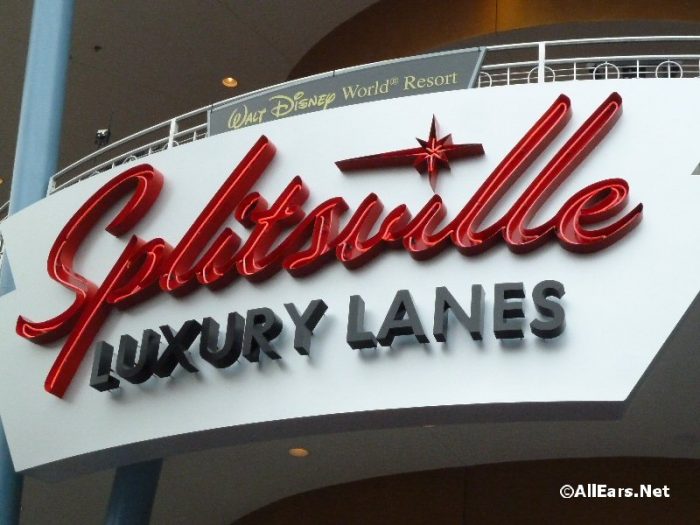 WALT DISNEY World® Resort
Splitsville
LUXURY LANES
©AllEars.Net